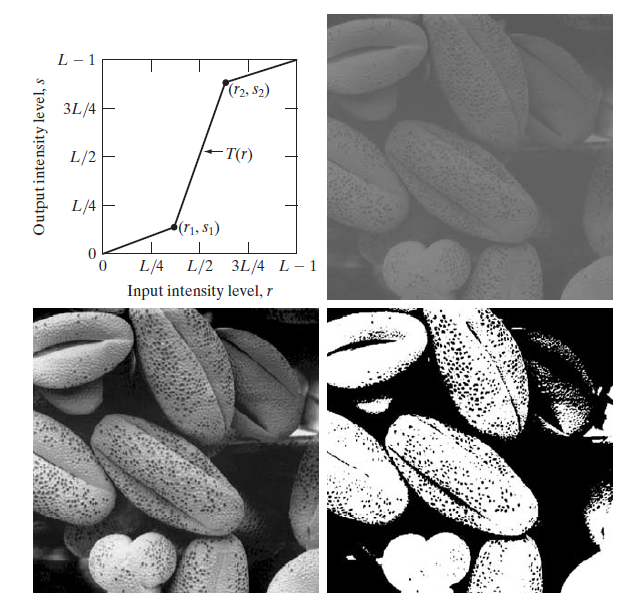 Output intensity level, s
L − 1
3L/4
L/2
L/4
0
(r₂, s₂)
T(r)
(r₁, s₁)
0 L/4 L/2 3L/4 L − 1
Input intensity level, r